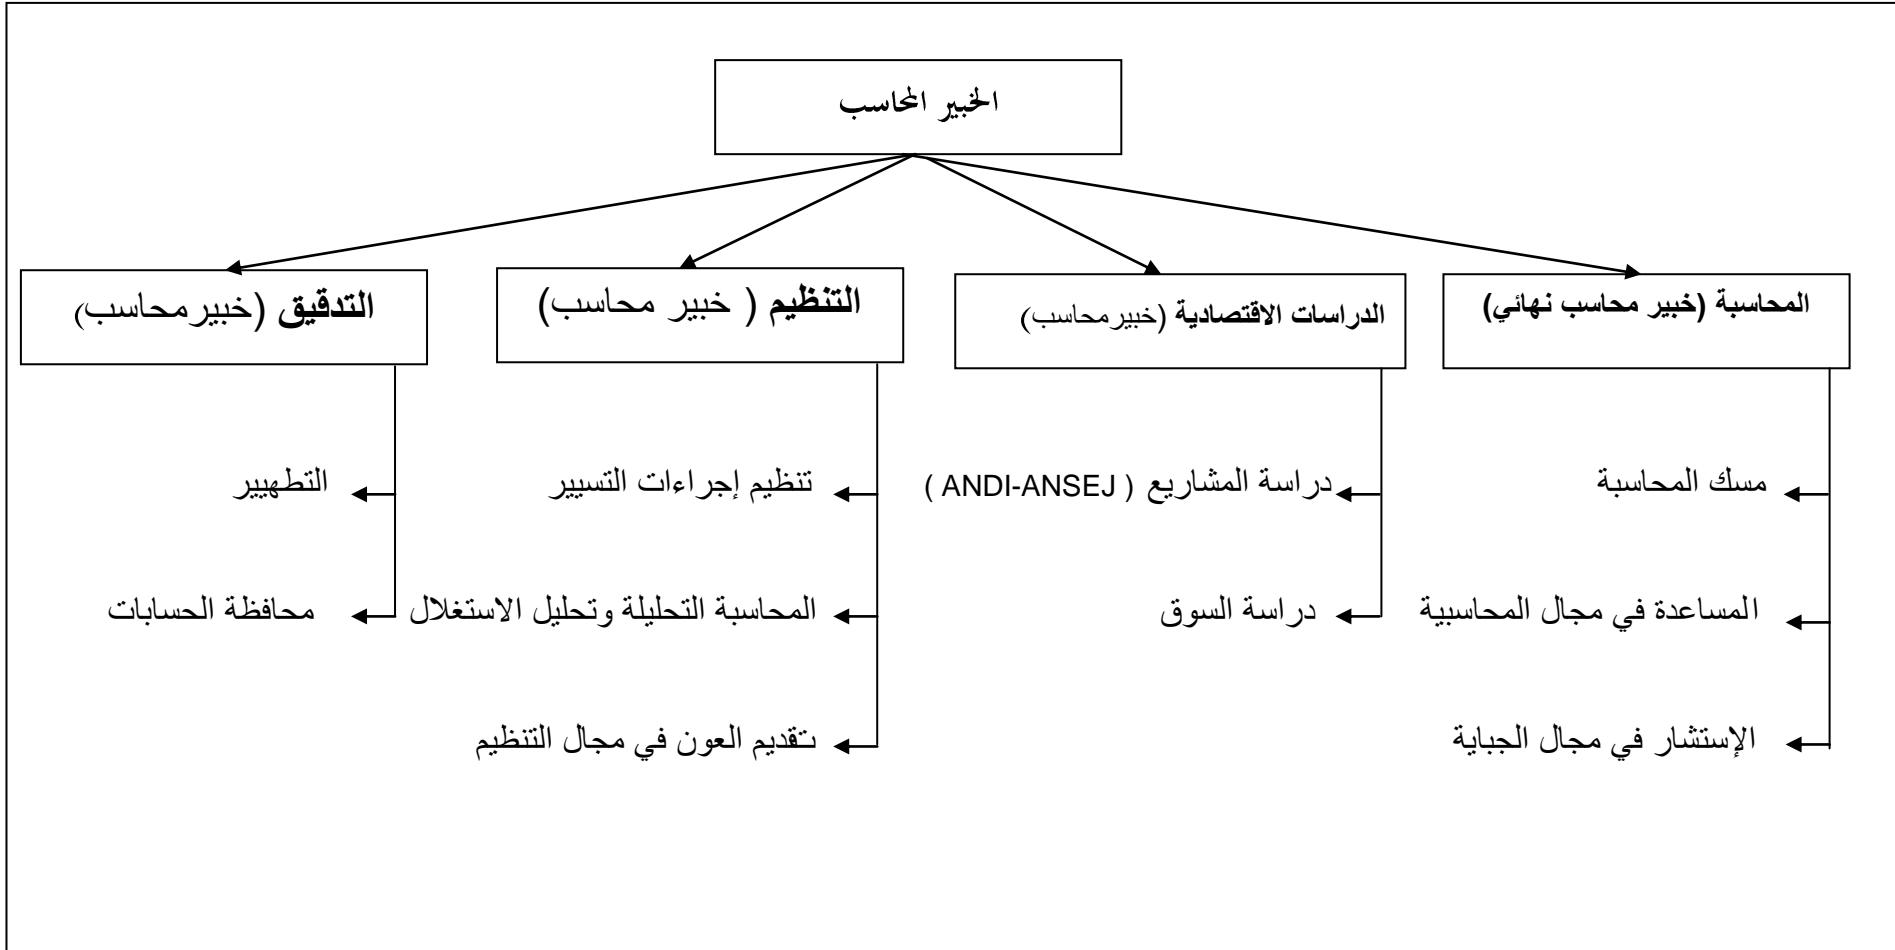 الخبير المحاسب
المحاسبة (خبير محاسب نهائي)
مسك المحاسبة
المساعدة في مجال المحاسبية
الإستشار في مجال الجباية
الدراسات الاقتصادية (خبيرمحاسب)
دراسة المشاريع ( ANDI-ANSEJ )
دراسة السوق
التنظيم ( خبير محاسب)
تنظيم إجراءات التسيير
المحاسبة التحليلة وتحليل الاستغلال
تقديم العون في مجال التنظيم
التدقيق (خبيرمحاسب)
التطهيير
محافظة الحسابات